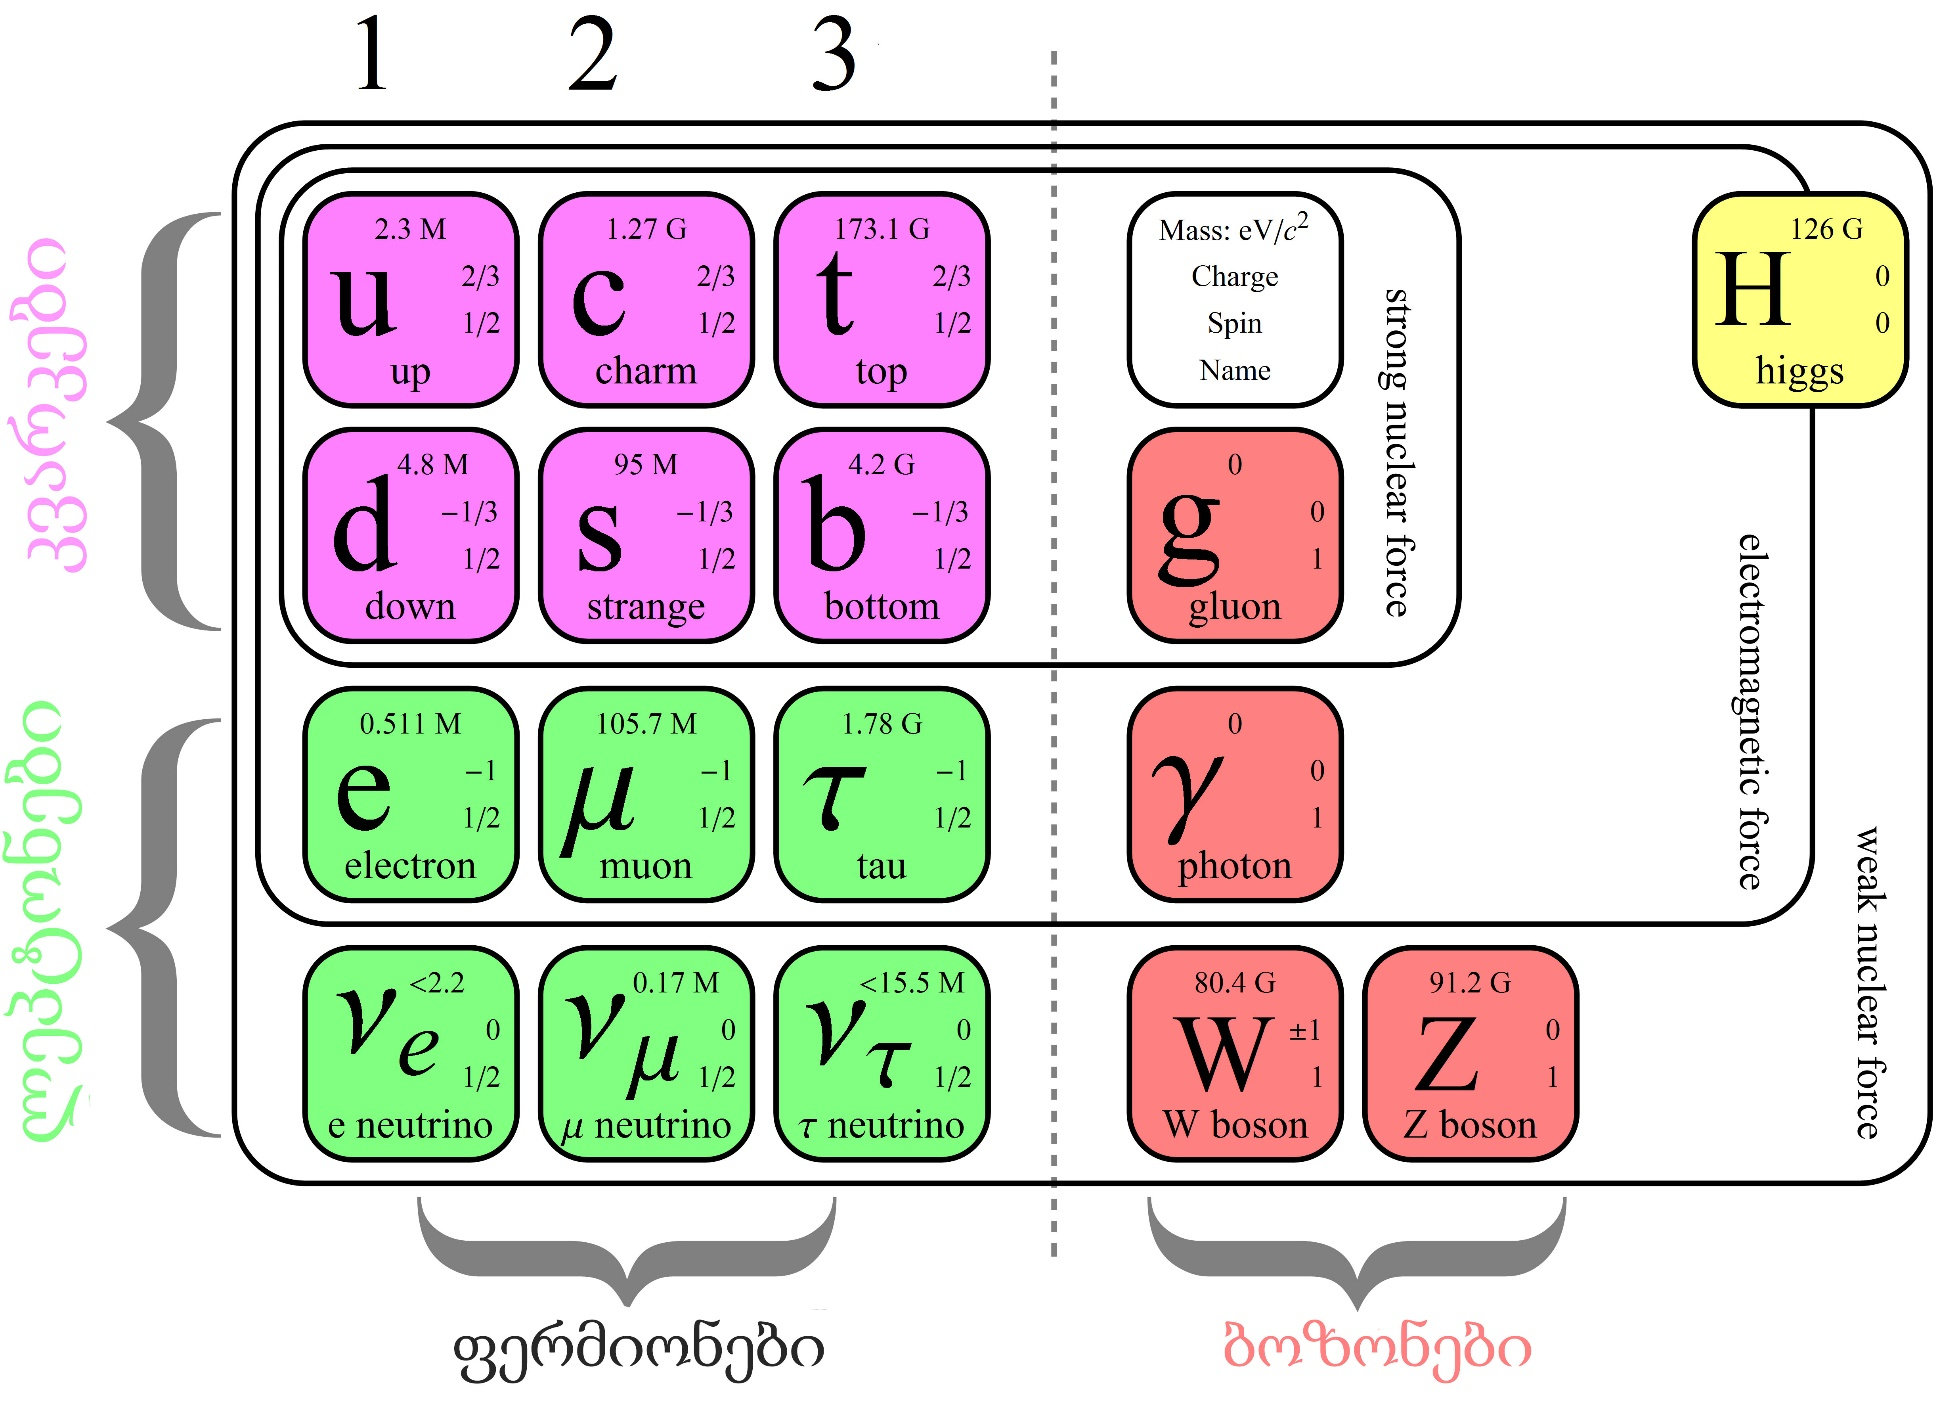 1 2 3
2.3 M
u
2/3
1/2
up
1.27 G
c
2/3
1/2
charm
173.1 G
t
2/3
1/2
top
Mass: eV/c²
Charge
Spin
Name
126 G
H
0
0
higgs
კვარკები
4.8 M
d
−1/3
1/2
down
95 M
s
−1/3
1/2
strange
4.2 G
b
−1/3
1/2
bottom
0
g
0
1
gluon
strong nuclear force
0.511 M
e
−1
1/2
electron
105.7 M
μ
−1
1/2
muon
1.78 G
τ
−1
1/2
tau
0
γ
0
1
photon
electromagnetic force
ლეპტონები
<2.2
νe
0
1/2
e neutrino
0.17 M
νμ
0
1/2
μ neutrino
<15.5 M
ντ
0
1/2
τ neutrino
80.4 G
W
±1
1
W boson
91.2 G
Z
0
1
Z boson
weak nuclear force
ფერმიონები
ბოზონები